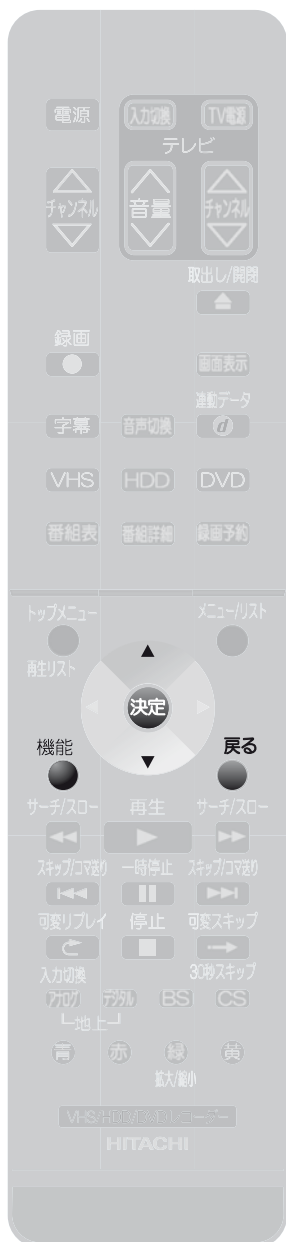 電源 入力切換 TV電源
テレビ
チャンネル 音量 チャンネル
取出し/開閉
録画
画面表示
連動データ
字幕 音声切換 d
VHS HDD DVD
番組表 番組詳細 録画予約
トップメニュー メニュー/リスト
再生リスト
決定
機能 戻る
サーチ/スロー 再生 サーチ/スロー
スキップ/コマ送り 一時停止 スキップ/コマ送り
可変リプレイ 停止 可変スキップ
入力切換 30秒スキップ
アナログ デジタル BS CS
地上
青 赤 緑 黄
拡大/縮小
VHS/HDD/DVDレコーダー
HITACHI